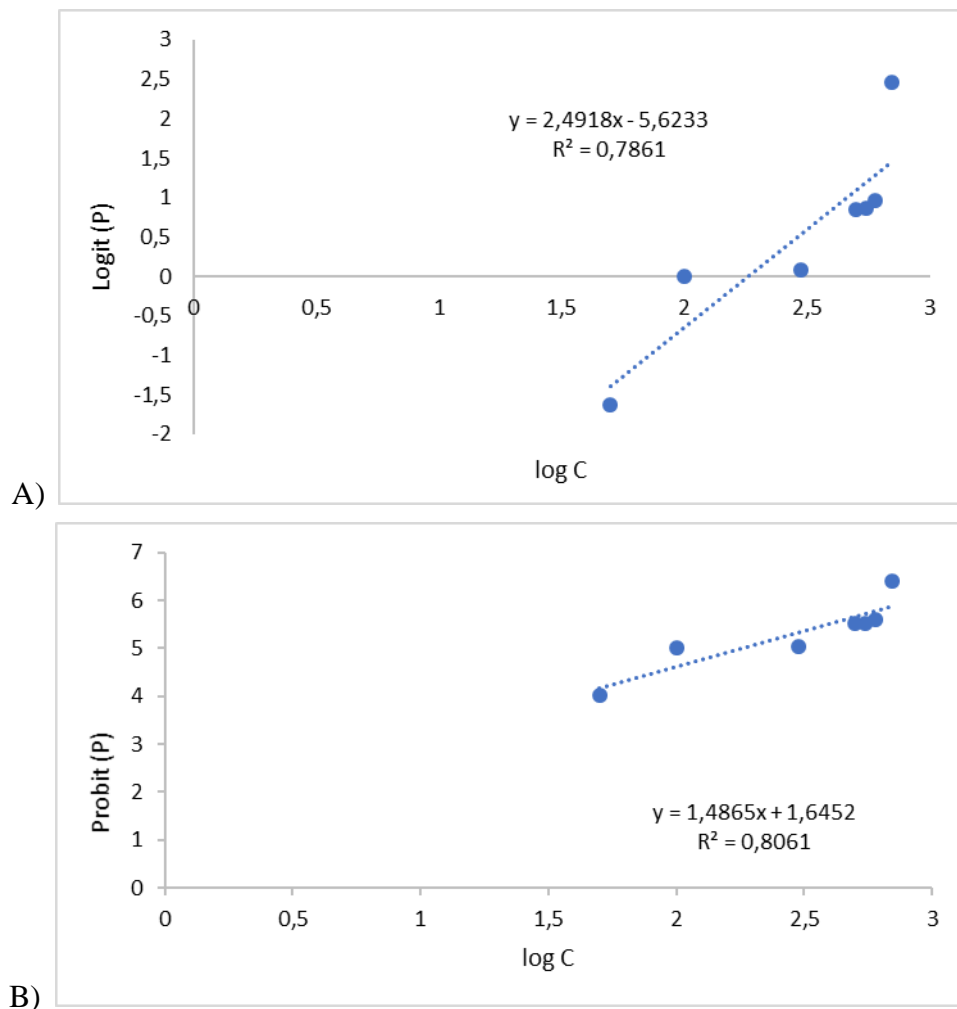 3
2,5
2
1,5
1
0,5
0
-0,5
-1
-1,5
-2
Logit (P)
y = 2,4918x - 5,6233
R² = 0,7861
0 0,5 1 1,5 2 2,5 3
log C
A)
7
6
5
4
3
2
1
0
Probit (P)
y = 1,4865x + 1,6452
R² = 0,8061
0 0,5 1 1,5 2 2,5 3
log C
B)